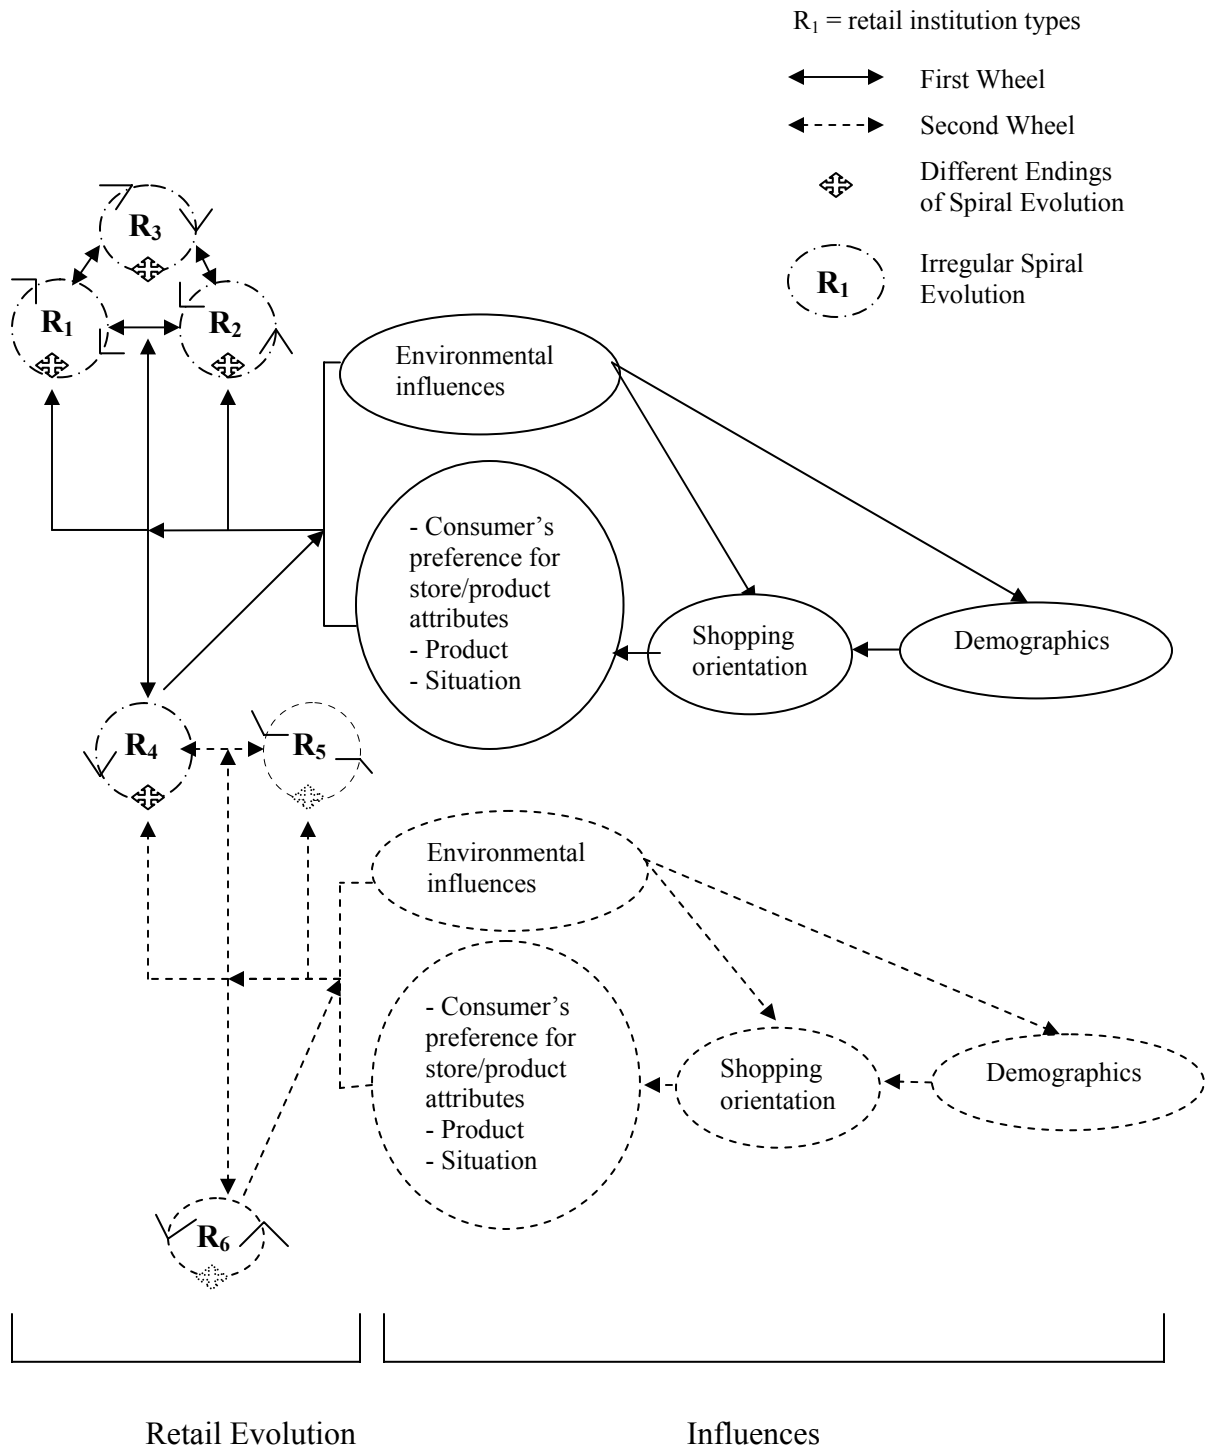 R₁ = retail institution types
First Wheel
Second Wheel
Different Endings
of Spiral Evolution
R₁
Irregular Spiral
Evolution
R₃
R₁
R₂
Environmental
influences
- Consumer’s
preference for
store/product
attributes
- Product
- Situation
Shopping
orientation
Demographics
R₄
R₅
Environmental
influences
- Consumer’s
preference for
store/product
attributes
- Product
- Situation
Shopping
orientation
Demographics
R₆
Retail Evolution
Influences